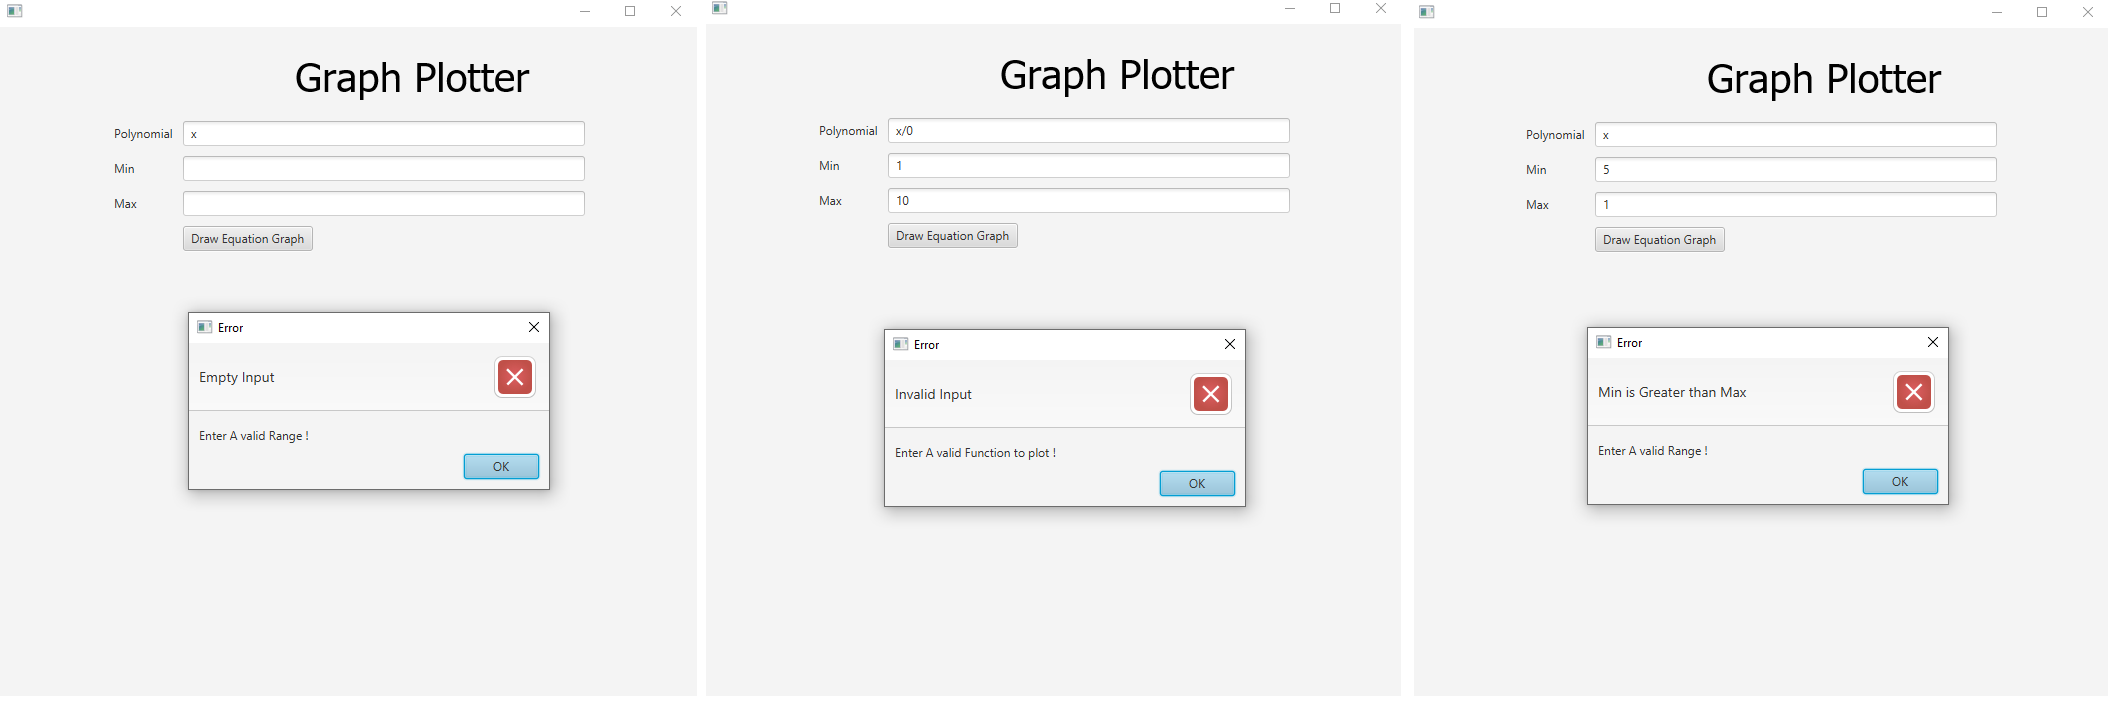 Graph Plotter
Polynomial x
Min
Max
Draw Equation Graph
Error
Empty Input
Enter A valid Range !
OK
Graph Plotter
Polynomial x/0
Min 1
Max 10
Draw Equation Graph
Error
Invalid Input
Enter A valid Function to plot !
OK
Graph Plotter
Polynomial x
Min 5
Max 1
Draw Equation Graph
Error
Min is Greater than Max
Enter A valid Range !
OK